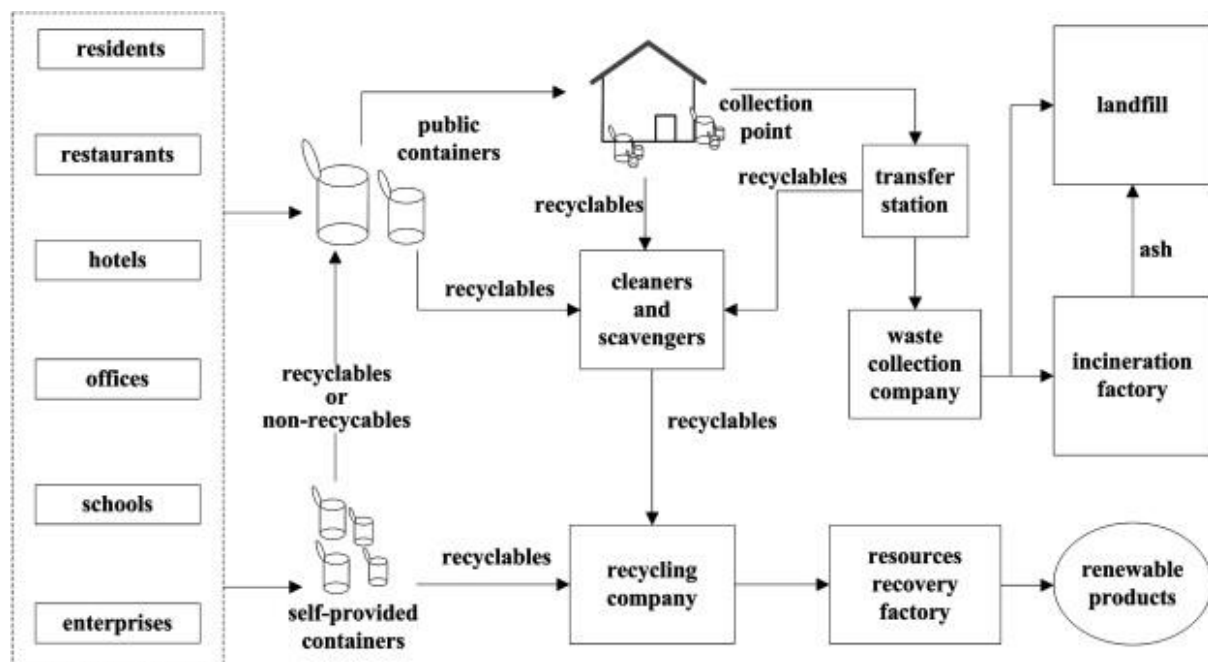 residents
restaurants
hotels
offices
schools
enterprises
public
containers
collection
point
recyclables
recyclables
recyclables
transfer
station
landfill
ash
cleaners
and
scavengers
waste
collection
company
incineration
factory
recyclables
or
non-recycables
recyclables
recyclables
self-provided
containers
recycling
company
resources
recovery
factory
renewable
products